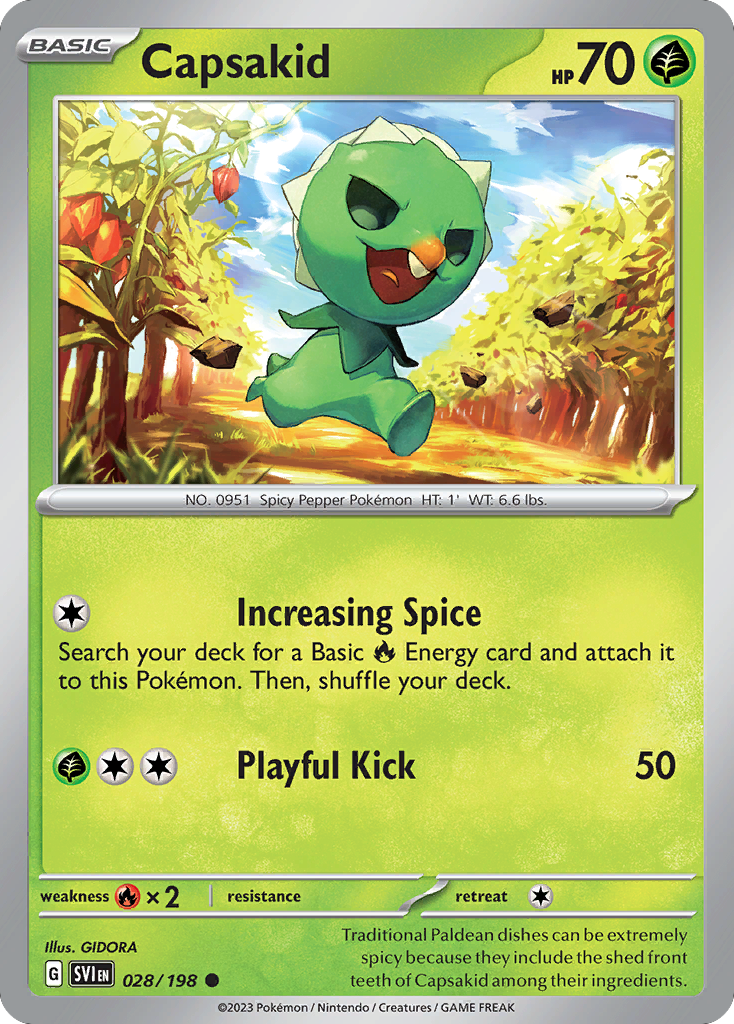 BASIC
Capsakid
HP 70
NO. 0951 Spicy Pepper Pokémon HT: 1' WT: 6.6 lbs.
Increasing Spice
Search your deck for a Basic Energy card and attach it
to this Pokémon. Then, shuffle your deck.
Playful Kick 50
weakness ×2 resistance retreat
Illus. GIDORA
Traditional Paldean dishes can be extremely
spicy because they include the shed front
teeth of Capsakid among their ingredients.
G SVI EN 028/198
©2023 Pokémon / Nintendo / Creatures / GAME FREAK